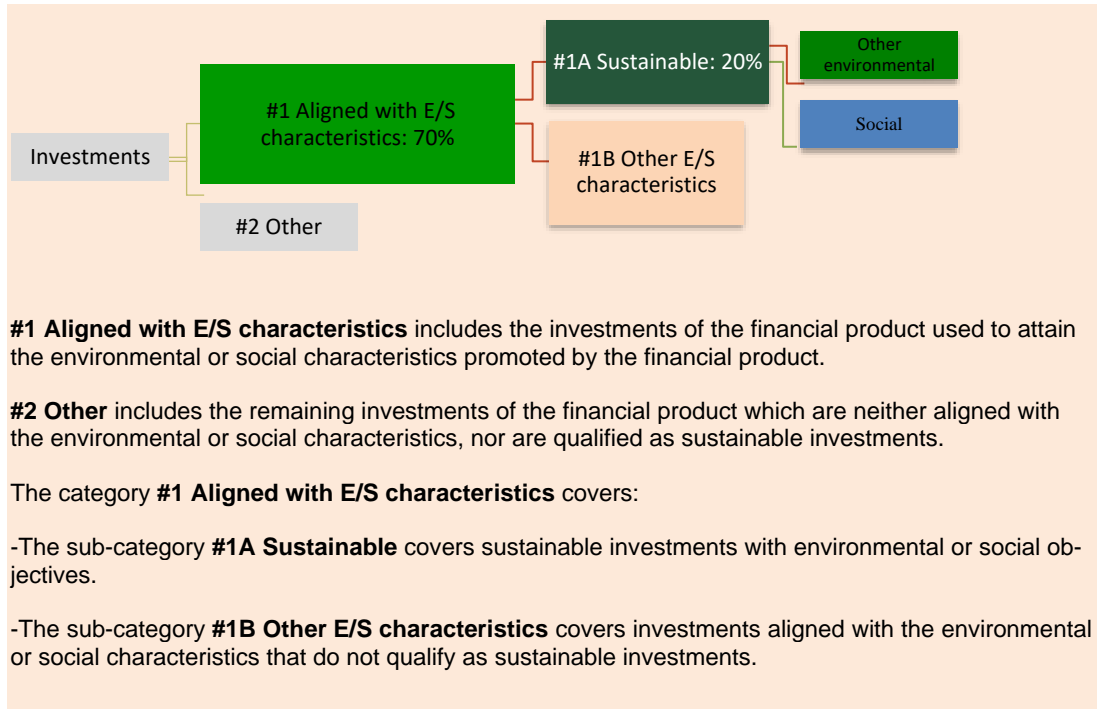 Investments
#1 Aligned with E/S
characteristics: 70%
#2 Other
#1A Sustainable: 20%
#1B Other E/S
characteristics
Other
environmental
Social
#1 Aligned with E/S characteristics includes the investments of the financial product used to attain
the environmental or social characteristics promoted by the financial product.
#2 Other includes the remaining investments of the financial product which are neither aligned with
the environmental or social characteristics, nor are qualified as sustainable investments.
The category #1 Aligned with E/S characteristics covers:
-The sub-category #1A Sustainable covers sustainable investments with environmental or social ob-
jectives.
-The sub-category #1B Other E/S characteristics covers investments aligned with the environmental
or social characteristics that do not qualify as sustainable investments.